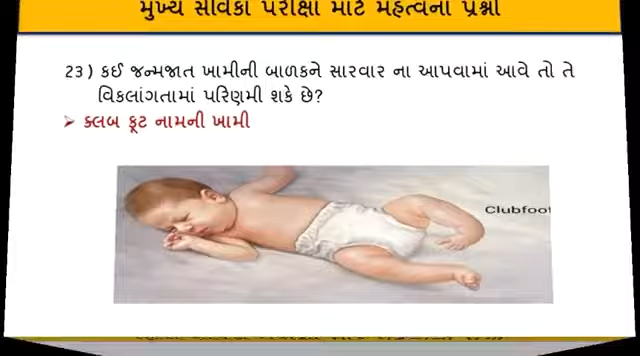 મુખ્ય સેવિકા પરીક્ષા માટે મહત્વના પ્રશ્નો
23) કઈ જન્મજાત ખામીની બાળકને સારવાર ના આપવામાં આવે તો તે
વિકલાંગતામાં પરિણમી શકે છે?
➤ ક્લબ ફૂટ નામની ખામી
Clubfoot